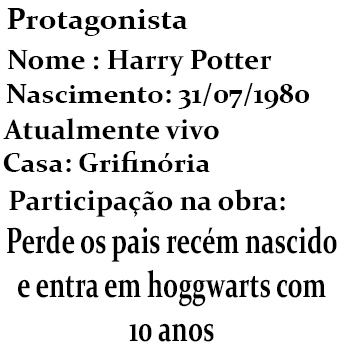 Protagonista
Nome : Harry Potter
Nascimento: 31/07/1980
Atualmente vivo
Casa: Grifinória
Participação na obra:
Perde os pais recém nascido
e entra em hoggwarts com
10 anos